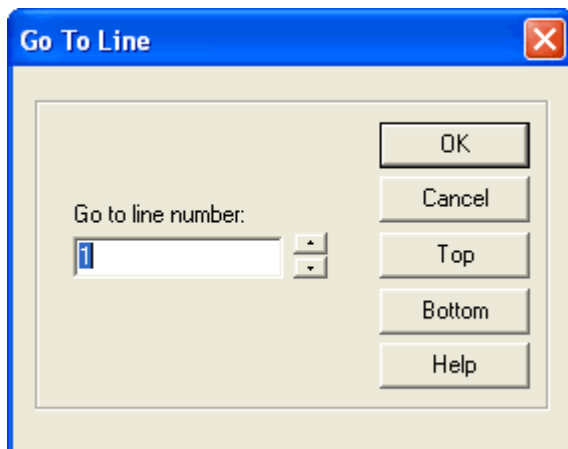 Go To Line
Go to line number:
1
OK
Cancel
Top
Bottom
Help